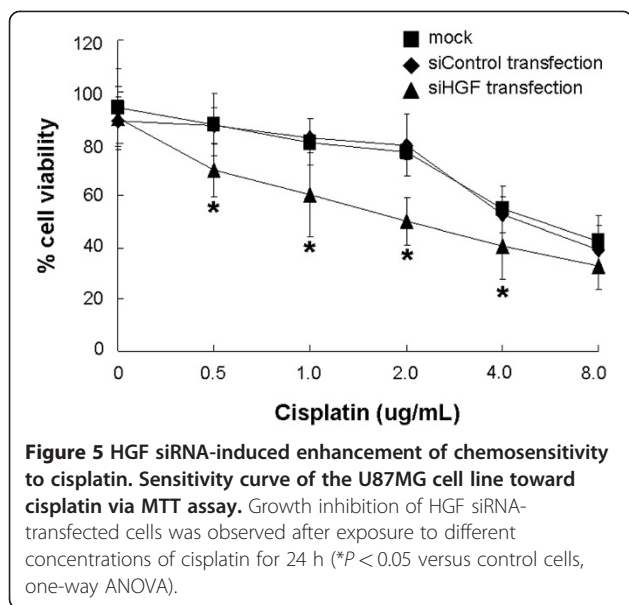 mock
siControl transfection
siHGF transfection
% cell viability
120
100
80
60
40
20
0
*
*
*
*
0
0.5
1.0
2.0
4.0
8.0
Cisplatin (ug/mL)
Figure 5 HGF siRNA-induced enhancement of chemosensitivity
to cisplatin. Sensitivity curve of the U87MG cell line toward
cisplatin via MTT assay. Growth inhibition of HGF siRNA-
transfected cells was observed after exposure to different
concentrations of cisplatin for 24 h (*P < 0.05 versus control cells,
one-way ANOVA).